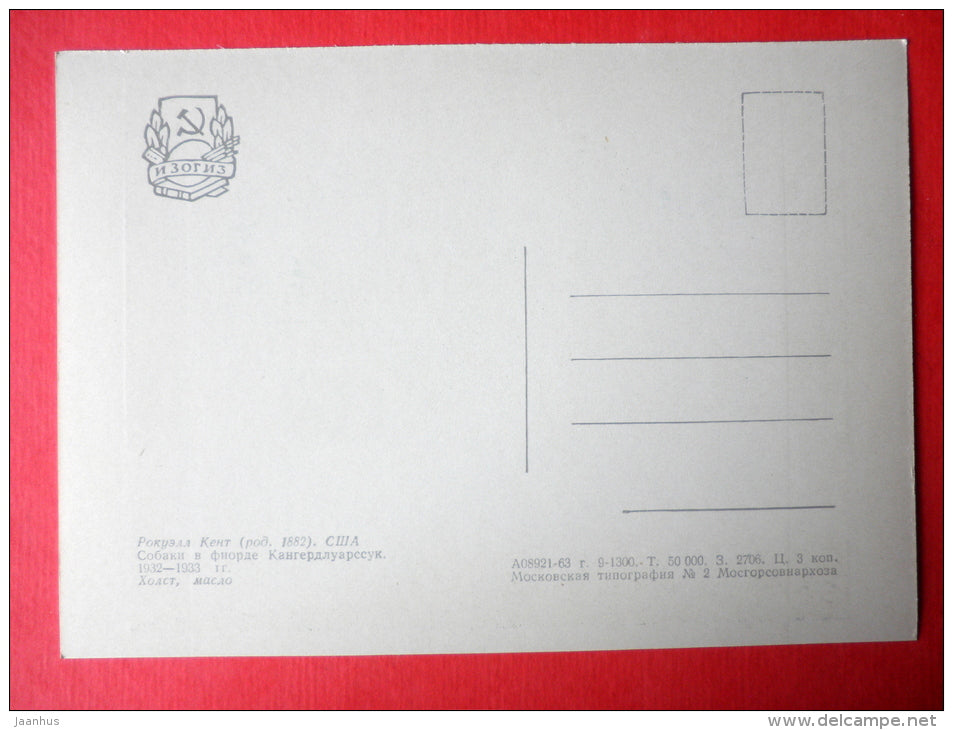 ИЗОГИЗ
Рокуэлл Кент (род. 1882). США
Собаки в фиорде Кангердлуарссук.
1932—1933 гг.
Холст, масло
А08921-63 г. 9-1300. Т. 50 000. З. 2706. Ц. 3 коп.
Московская типография № 2 Мосгорсовнархоза
jaanhus
www.delcampe.net